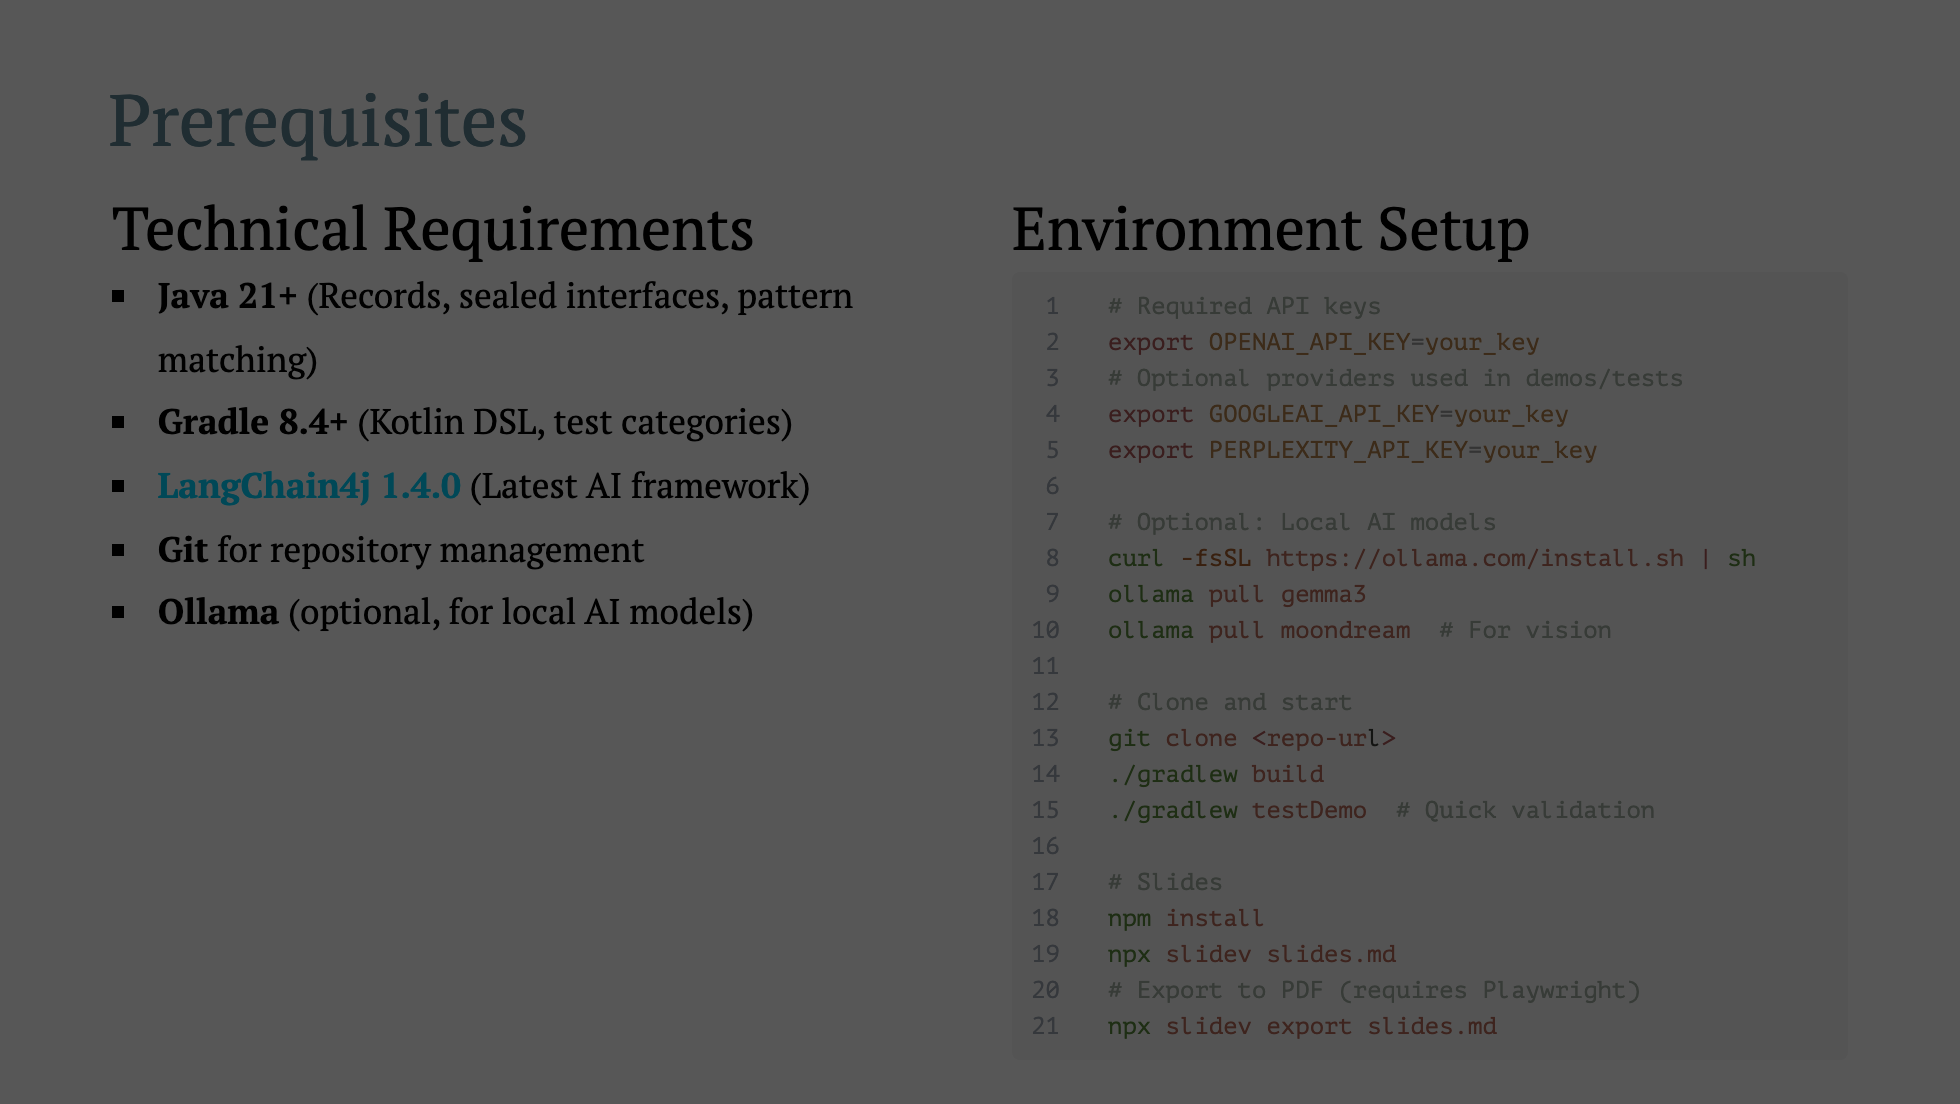 Prerequisites
Technical Requirements
▪ Java 21+ (Records, sealed interfaces, pattern
matching)
▪ Gradle 8.4+ (Kotlin DSL, test categories)
▪ LangChain4j 1.4.0 (Latest AI framework)
▪ Git for repository management
▪ Ollama (optional, for local AI models)
Environment Setup
1 # Required API keys
2 export OPENAI_API_KEY=your_key
3 # Optional providers used in demos/tests
4 export GOOGLEAI_API_KEY=your_key
5 export PERPLEXITY_API_KEY=your_key
6
7 # Optional: Local AI models
8 curl -fsSL https://ollama.com/install.sh | sh
9 ollama pull gemma3
10 ollama pull moondream  # For vision
11
12 # Clone and start
13 git clone <repo-url>
14 ./gradlew build
15 ./gradlew testDemo  # Quick validation
16
17 # Slides
18 npm install
19 npx slidev slides.md
20 # Export to PDF (requires Playwright)
21 npx slidev export slides.md